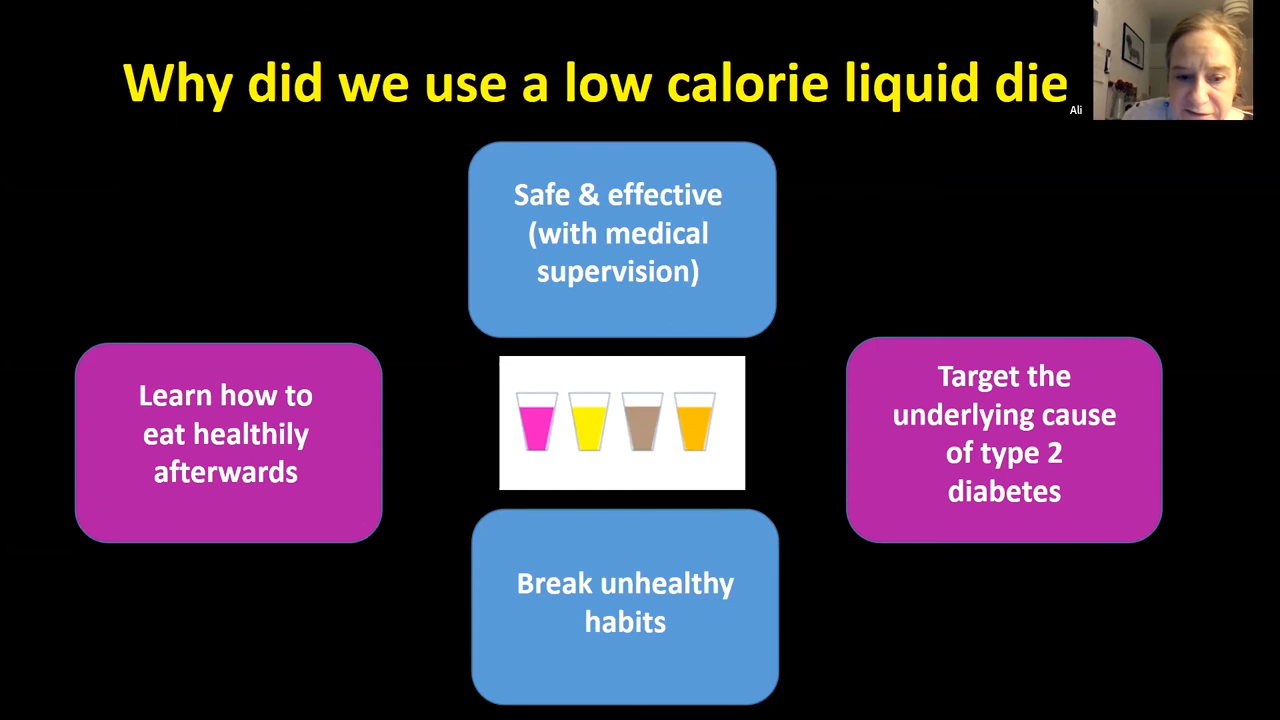 Why did we use a low calorie liquid die
Ali
Safe & effective
(with medical
supervision)
Learn how to
eat healthily
afterwards
Target the
underlying cause
of type 2
diabetes
Break unhealthy
habits